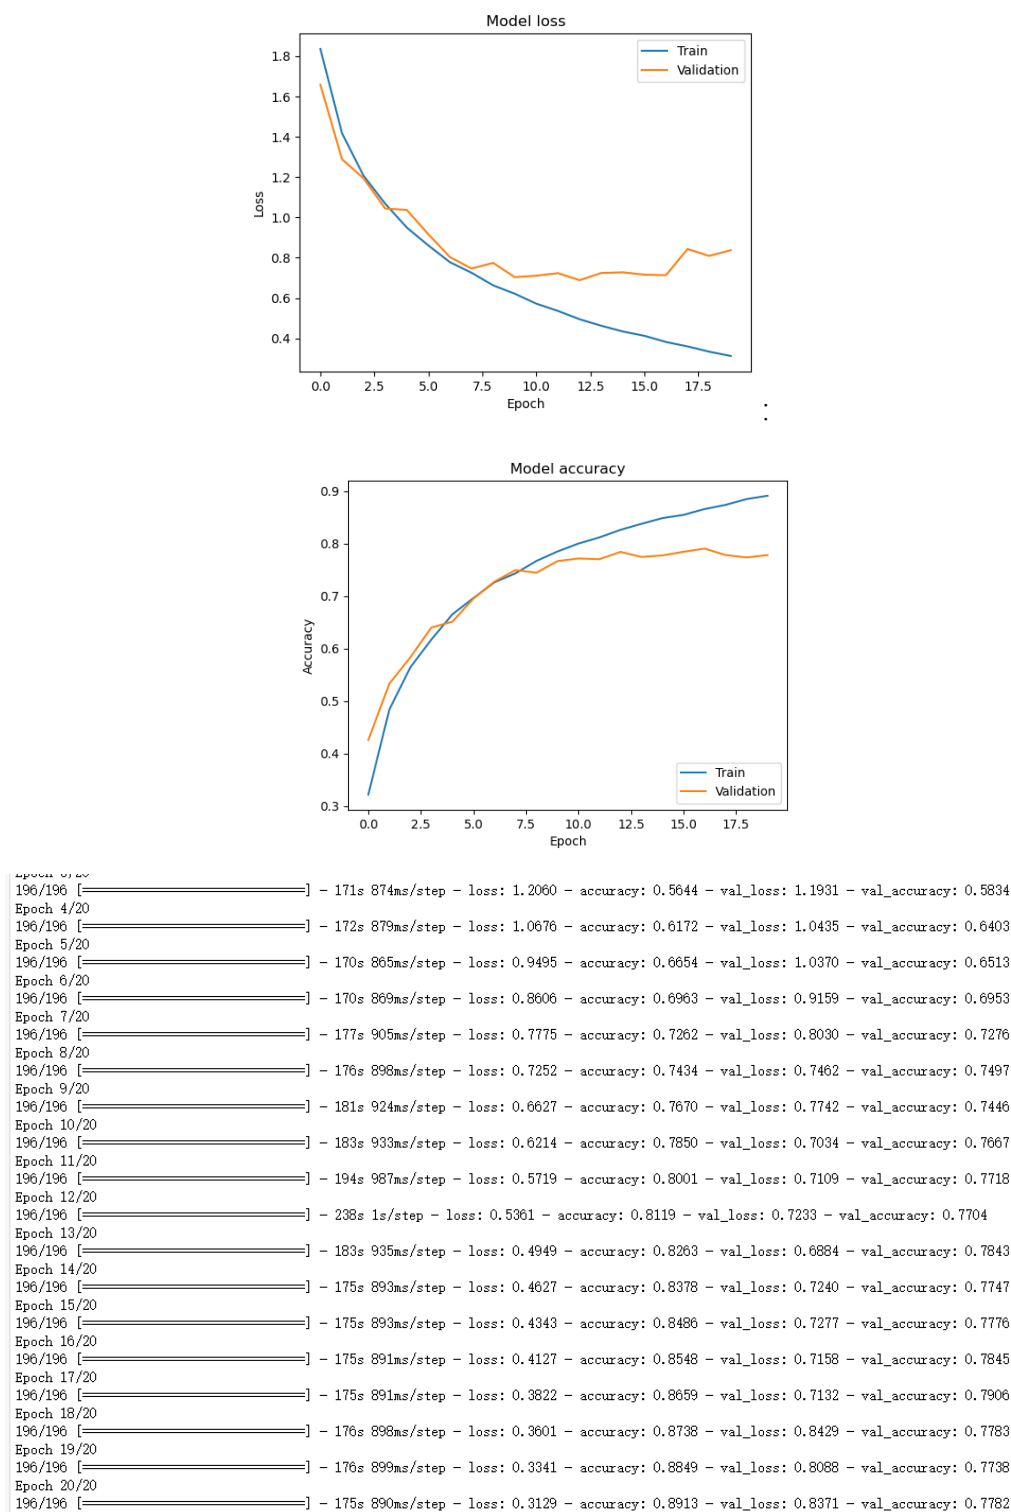 Model loss
Train
Validation
1.8
1.6
1.4
1.2
1.0
0.8
0.6
0.4
Loss
0.0 2.5 5.0 7.5 10.0 12.5 15.0 17.5
Epoch
:
Model accuracy
0.9
0.8
0.7
0.6
0.5
0.4
0.3
Accuracy
Train
Validation
0.0 2.5 5.0 7.5 10.0 12.5 15.0 17.5
Epoch
196/196 [==============================] - 171s 874ms/step - loss: 1.2060 - accuracy: 0.5644 - val_loss: 1.1931 - val_accuracy: 0.5834
Epoch 4/20
196/196 [==============================] - 172s 879ms/step - loss: 1.0676 - accuracy: 0.6172 - val_loss: 1.0435 - val_accuracy: 0.6403
Epoch 5/20
196/196 [==============================] - 170s 865ms/step - loss: 0.9495 - accuracy: 0.6654 - val_loss: 1.0370 - val_accuracy: 0.6513
Epoch 6/20
196/196 [==============================] - 170s 869ms/step - loss: 0.8606 - accuracy: 0.6963 - val_loss: 0.9159 - val_accuracy: 0.6953
Epoch 7/20
196/196 [==============================] - 177s 905ms/step - loss: 0.7775 - accuracy: 0.7262 - val_loss: 0.8030 - val_accuracy: 0.7276
Epoch 8/20
196/196 [==============================] - 176s 898ms/step - loss: 0.7252 - accuracy: 0.7434 - val_loss: 0.7462 - val_accuracy: 0.7497
Epoch 9/20
196/196 [==============================] - 181s 924ms/step - loss: 0.6627 - accuracy: 0.7670 - val_loss: 0.7742 - val_accuracy: 0.7446
Epoch 10/20
196/196 [==============================] - 183s 933ms/step - loss: 0.6214 - accuracy: 0.7850 - val_loss: 0.7034 - val_accuracy: 0.7667
Epoch 11/20
196/196 [==============================] - 194s 987ms/step - loss: 0.5719 - accuracy: 0.8001 - val_loss: 0.7109 - val_accuracy: 0.7718
Epoch 12/20
196/196 [==============================] - 238s 1s/step - loss: 0.5361 - accuracy: 0.8119 - val_loss: 0.7233 - val_accuracy: 0.7704
Epoch 13/20
196/196 [==============================] - 183s 935ms/step - loss: 0.4949 - accuracy: 0.8263 - val_loss: 0.6884 - val_accuracy: 0.7843
Epoch 14/20
196/196 [==============================] - 175s 893ms/step - loss: 0.4627 - accuracy: 0.8378 - val_loss: 0.7240 - val_accuracy: 0.7747
Epoch 15/20
196/196 [==============================] - 175s 893ms/step - loss: 0.4343 - accuracy: 0.8486 - val_loss: 0.7277 - val_accuracy: 0.7776
Epoch 16/20
196/196 [==============================] - 175s 891ms/step - loss: 0.4127 - accuracy: 0.8548 - val_loss: 0.7158 - val_accuracy: 0.7845
Epoch 17/20
196/196 [==============================] - 175s 891ms/step - loss: 0.3822 - accuracy: 0.8659 - val_loss: 0.7132 - val_accuracy: 0.7906
Epoch 18/20
196/196 [==============================] - 176s 898ms/step - loss: 0.3601 - accuracy: 0.8738 - val_loss: 0.8429 - val_accuracy: 0.7783
Epoch 19/20
196/196 [==============================] - 176s 899ms/step - loss: 0.3341 - accuracy: 0.8849 - val_loss: 0.8088 - val_accuracy: 0.7738
Epoch 20/20
196/196 [==============================] - 175s 890ms/step - loss: 0.3129 - accuracy: 0.8913 - val_loss: 0.8371 - val_accuracy: 0.7782